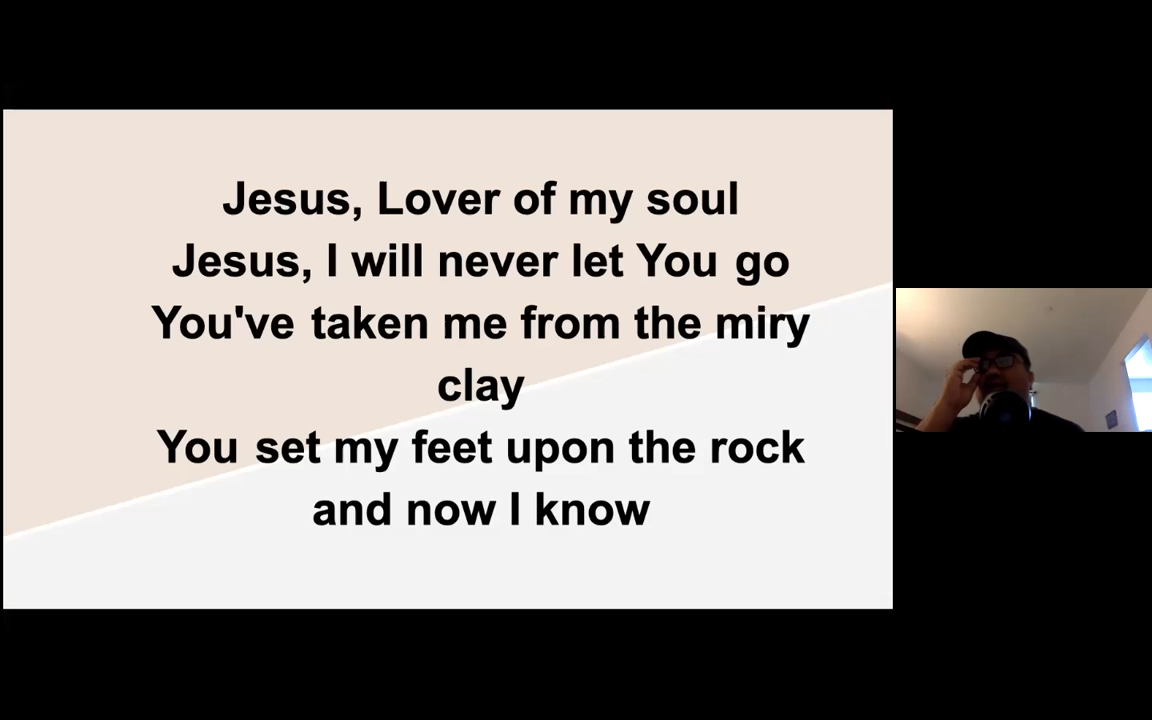 Jesus, Lover of my soul
Jesus, I will never let You go
You've taken me from the miry
clay
You set my feet upon the rock
and now I know